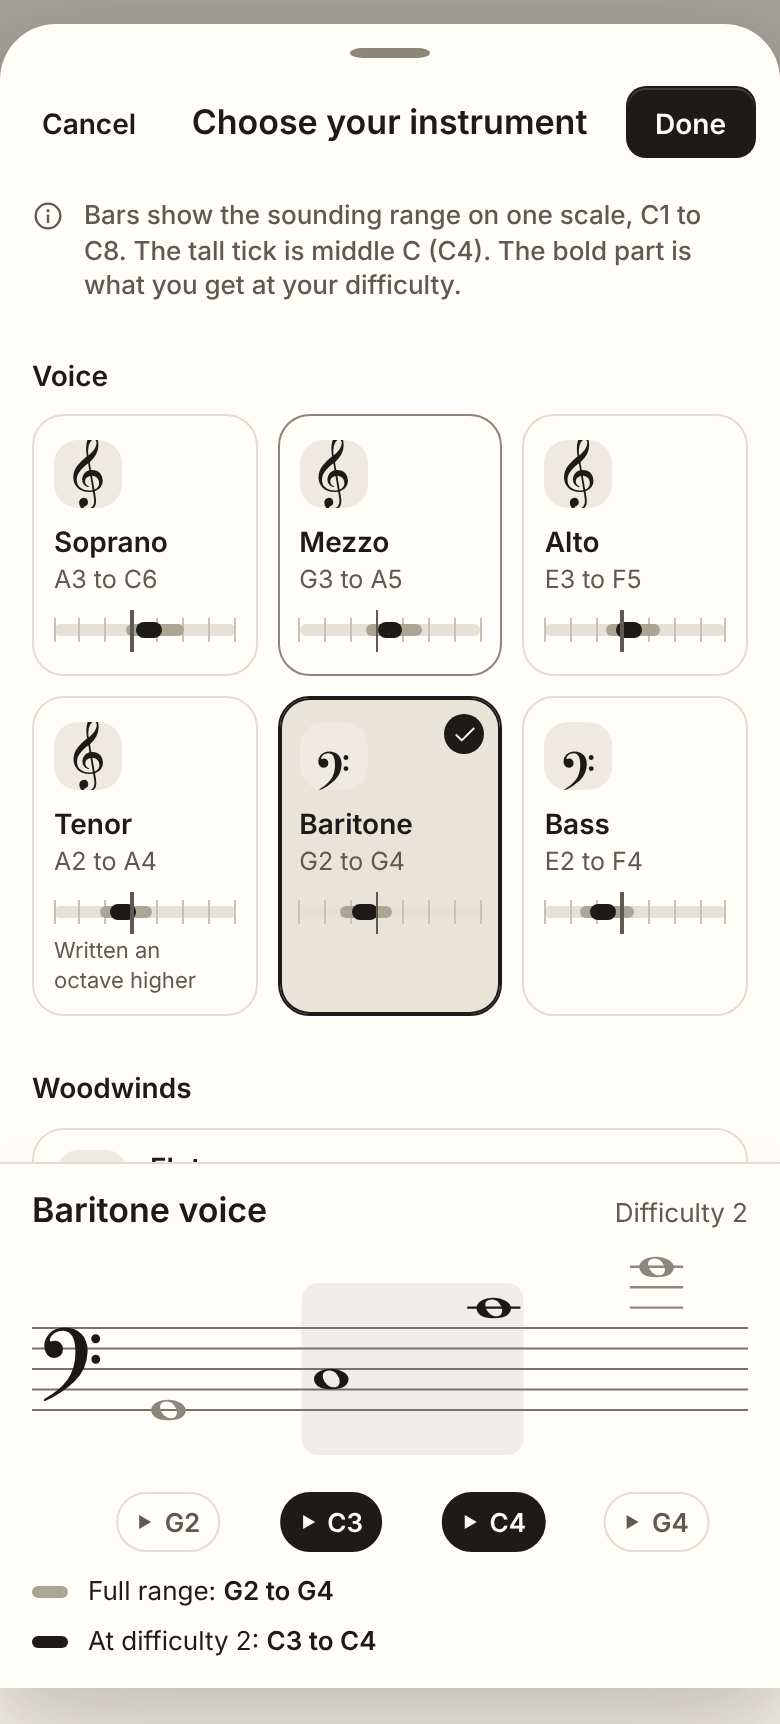 Cancel
Choose your instrument
Done
Bars show the sounding range on one scale, C1 to
C8. The tall tick is middle C (C4). The bold part is
what you get at your difficulty.
Voice
Soprano
A3 to C6
Mezzo
G3 to A5
Alto
E3 to F5
Tenor
A2 to A4
Written an
octave higher
Baritone
G2 to G4
Bass
E2 to F4
Woodwinds
Baritone voice
Difficulty 2
G2
C3
C4
G4
Full range: G2 to G4
At difficulty 2: C3 to C4